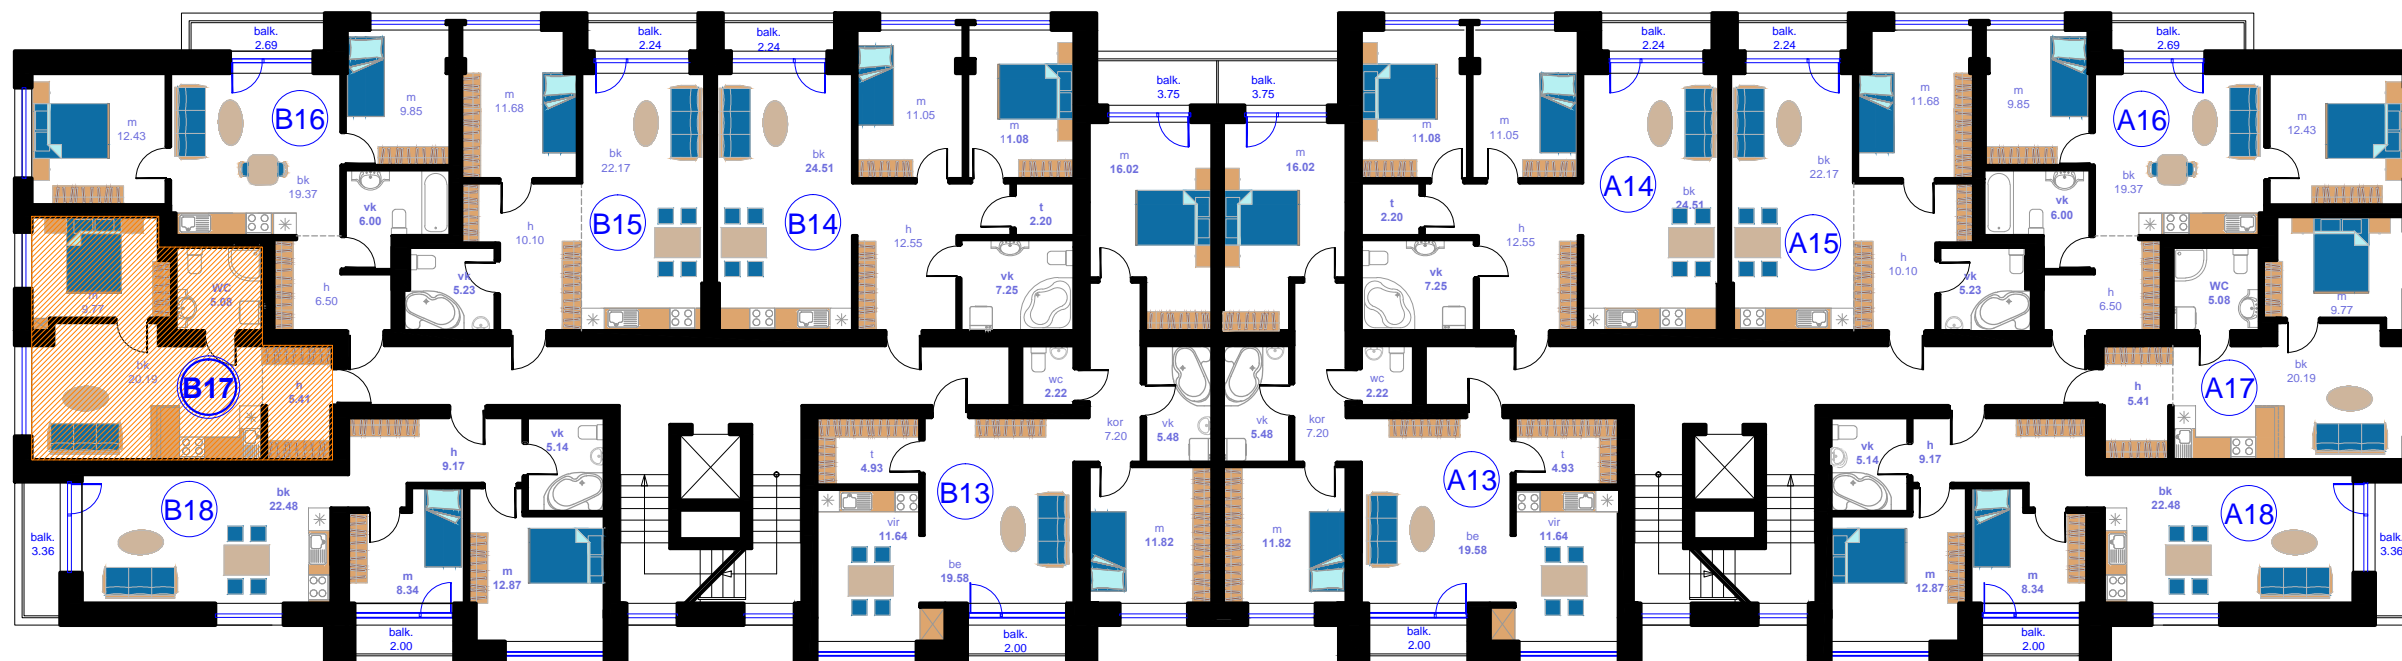 balk.
2.69
balk.
2.24
balk.
2.24
balk.
3.75
balk.
3.75
balk.
2.24
balk.
2.24
balk.
2.69
m
12.43
B16
bk
19.37
m
9.85
vk
6.00
h
6.50
m
11.68
h
10.10
vk
5.23
bk
22.17
B15
bk
24.51
B14
m
11.05
m
11.08
h
12.55
t
2.20
vk
7.25
m
16.02
m
16.02
m
11.08
m
11.05
t
2.20
vk
7.25
h
12.55
A14
bk
24.51
bk
22.17
A15
m
11.68
h
10.10
vk
5.23
m
9.85
vk
6.00
h
6.50
A16
bk
19.37
m
12.43
m
9.77
WC
5.08
bk
20.19
B17
h
5.41
wc
2.22
kor
7.20
vk
5.48
vk
5.48
kor
7.20
wc
2.22
WC
5.08
m
9.77
h
5.41
A17
bk
20.19
balk.
3.36
B18
bk
22.48
h
9.17
vk
5.14
m
8.34
m
12.87
balk.
2.00
t
4.93
B13
vir
11.64
be
19.58
balk.
2.00
m
11.82
m
11.82
A13
t
4.93
be
19.58
vir
11.64
balk.
2.00
vk
5.14
h
9.17
m
12.87
m
8.34
balk.
2.00
bk
22.48
A18
balk.
3.36